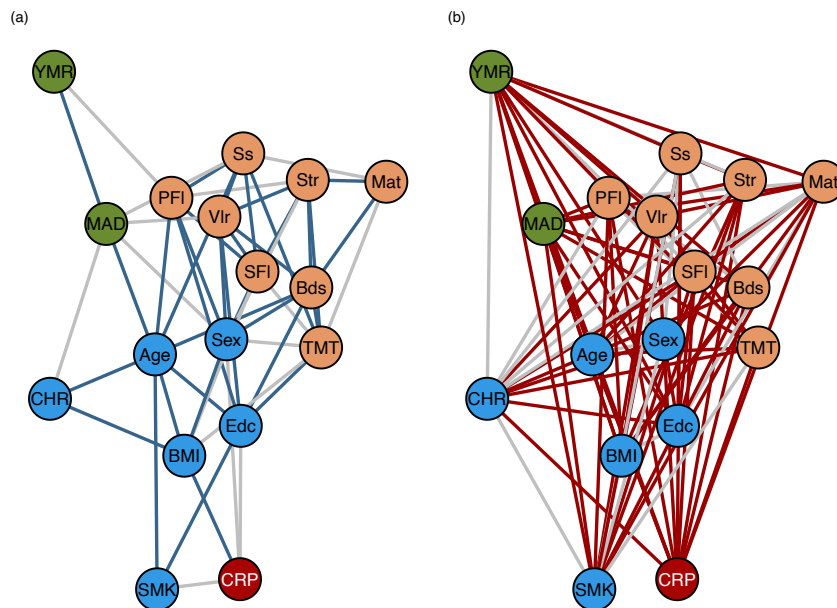 (a)
(b)
YMR
Ss
Str
Mat
PFI
Vlr
MAD
SFI
Bds
Sex
TMT
Age
CHR
Edc
BMI
SMK
CRP
YMR
Ss
Str
Mat
PFI
Vlr
MAD
SFI
Bds
Sex
TMT
Age
CHR
Edc
BMI
SMK
CRP